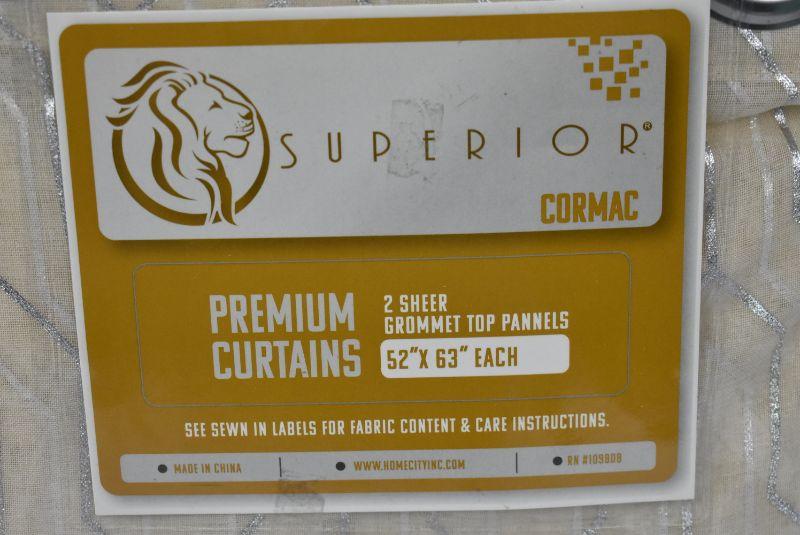 SUPERIOR®
CORMAC
PREMIUM
CURTAINS
2 SHEER
GROMMET TOP PANNELS
52"X 63" EACH
SEE SEWN IN LABELS FOR FABRIC CONTENT & CARE INSTRUCTIONS.
• MADE IN CHINA | • WWW.HOMECITYINC.COM | • RN #109808